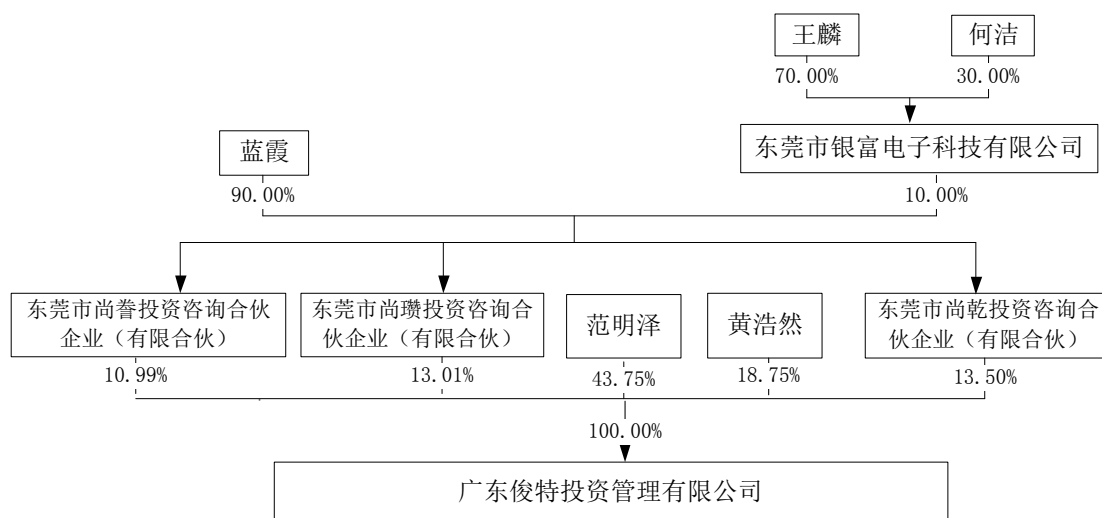 王麟
何洁
70.00%
30.00%
东莞市银富电子科技有限公司
蓝霞
90.00%
10.00%
东莞市尚誊投资咨询合伙
企业（有限合伙）
东莞市尚瓒投资咨询合
伙企业（有限合伙）
范明泽
黄浩然
东莞市尚乾投资咨询合
伙企业（有限合伙）
10.99%
13.01%
43.75%
18.75%
13.50%
100.00%
广东俊特投资管理有限公司